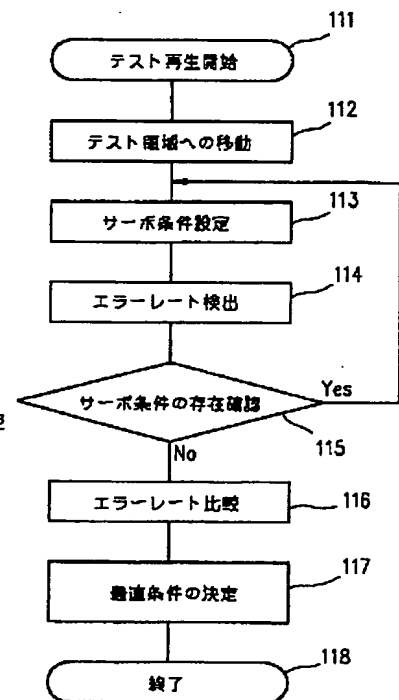 111
テスト再生開始
112
テスト領域への移動
113
サーボ条件設定
114
エラーレート検出
サーボ条件の存在確認
Yes
115
No
エラーレート比較
116
117
最適条件の決定
終了
118